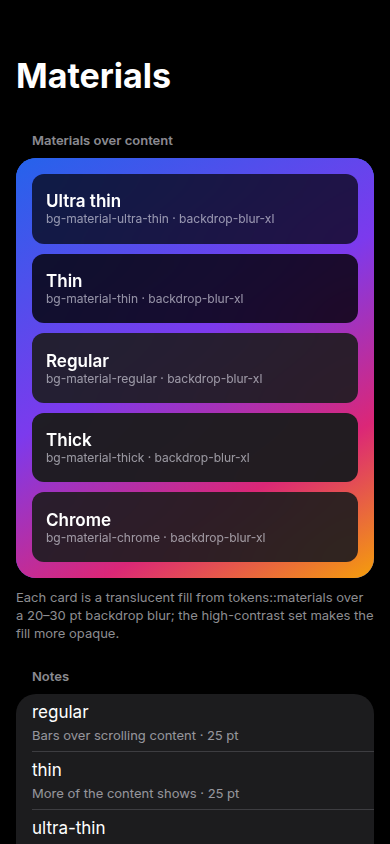 Materials
Materials over content
Ultra thin
bg-material-ultra-thin · backdrop-blur-xl
Thin
bg-material-thin · backdrop-blur-xl
Regular
bg-material-regular · backdrop-blur-xl
Thick
bg-material-thick · backdrop-blur-xl
Chrome
bg-material-chrome · backdrop-blur-xl
Each card is a translucent fill from tokens::materials over
a 20–30 pt backdrop blur; the high-contrast set makes the
fill more opaque.
Notes
regular
Bars over scrolling content · 25 pt
thin
More of the content shows · 25 pt
ultra-thin